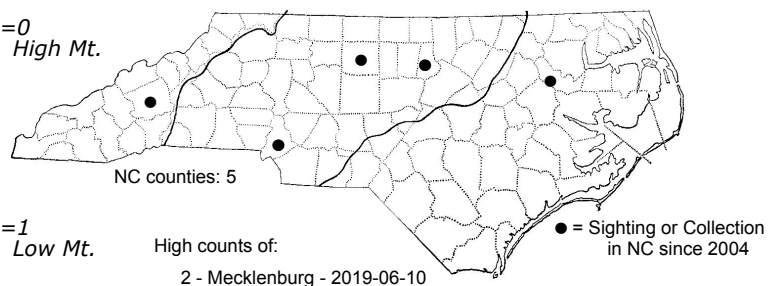 =0
High Mt.
NC counties: 5
=1
Low Mt.
High counts of:
2 - Mecklenburg - 2019-06-10
● = Sighting or Collection
in NC since 2004